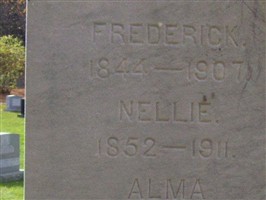 FREDERICK.
1844—1907
NELLIE.
1852—1911.
ALMA